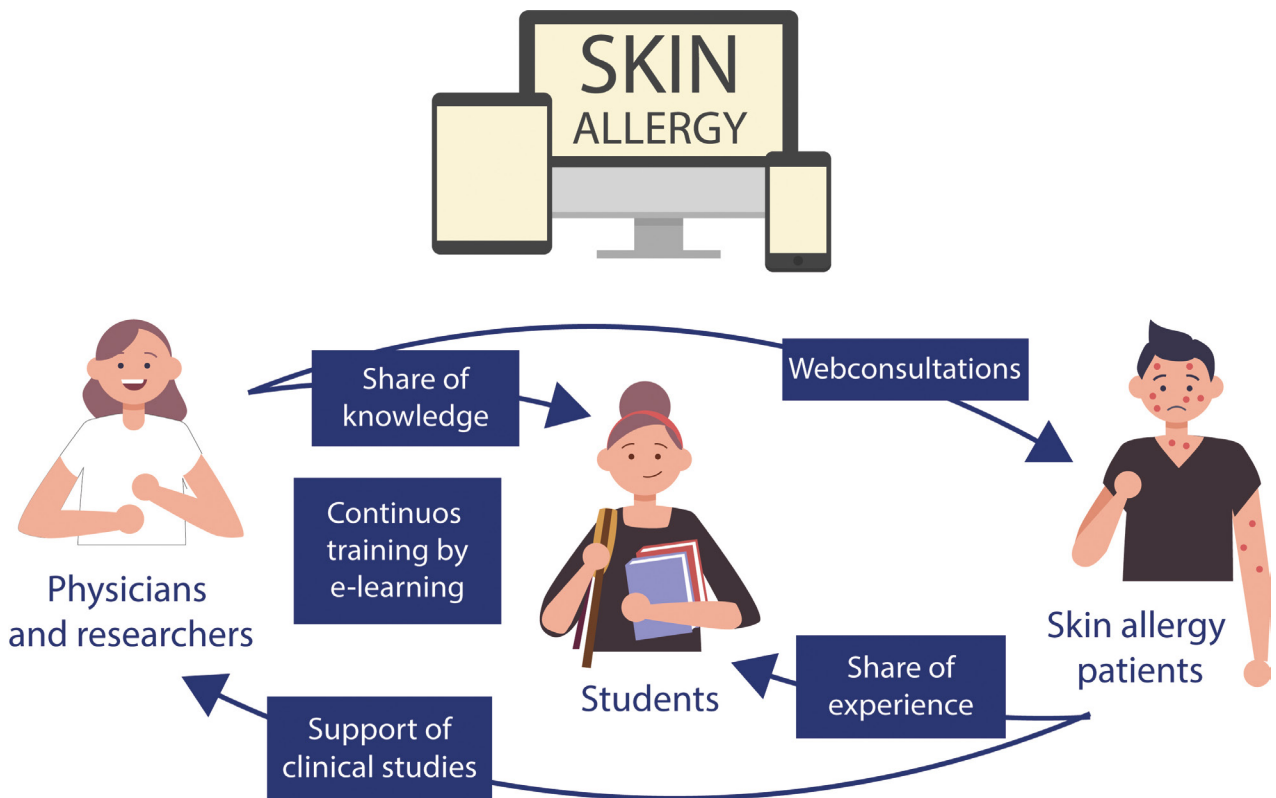 SKIN
ALLERGY
Share of
knowledge
Webconsultations
Continuos
training by
e-learning
Physicians
and researchers
Skin allergy
patients
Students
Share of
experience
Support of
clinical studies